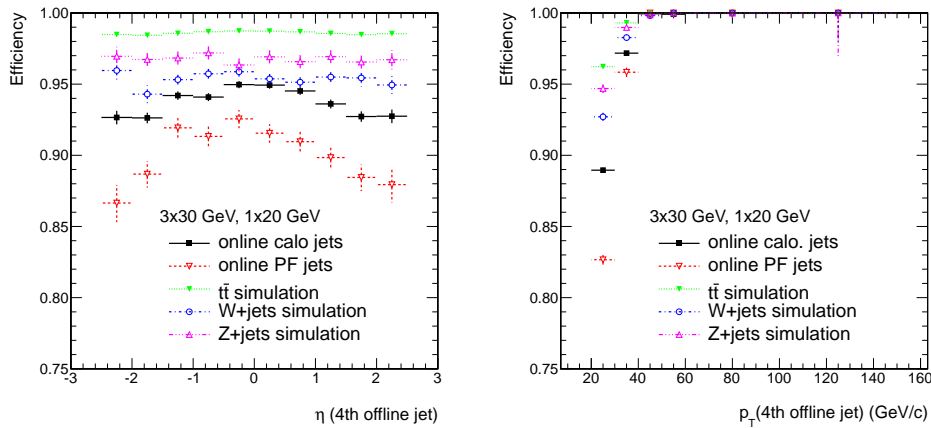 Efficiency
1.00
0.95
0.90
0.85
0.80
0.75
3x30 GeV, 1x20 GeV
online calo jets
online PF jets
tt̄ simulation
W+jets simulation
Z+jets simulation
-3 -2 -1 0 1 2 3
η (4th offline jet)
Efficiency
1.00
0.95
0.90
0.85
0.80
0.75
3x30 GeV, 1x20 GeV
online calo. jets
online PF jets
tt̄ simulation
W+jets simulation
Z+jets simulation
20 40 60 80 100 120 140 160
p_T(4th offline jet) (GeV/c)